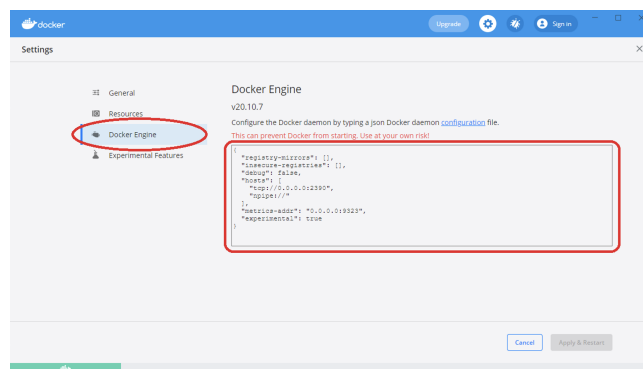 docker
Upgrade
Sign in
Settings
General
Resources
Docker Engine
Experimental Features
Docker Engine
v20.10.7
Configure the Docker daemon by typing a json Docker daemon configuration file.
This can prevent Docker from starting. Use at your own risk!
{
"registry-mirrors": [],
"insecure-registries": [],
"debug": false,
"hosts": [
"tcp://0.0.0.0:2390",
"npipe://"
],
"metrics-addr": "0.0.0.0:9323",
"experimental": true
}
Cancel
Apply & Restart